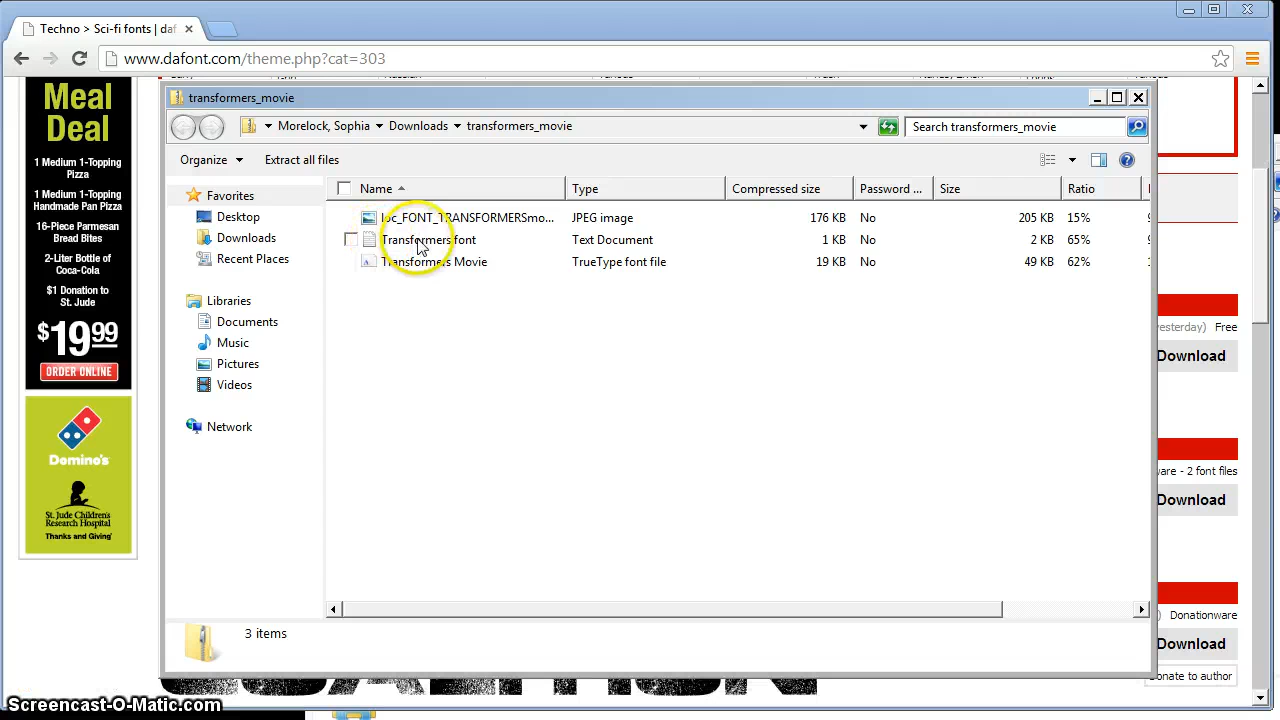 Techno > Sci-fi fonts | daf
www.dafont.com/theme.php?cat=303
Meal
Deal
1 Medium 1-Topping
Pizza
1 Medium 1-Topping
Handmade Pan Pizza
16-Piece Parmesan
Bread Bites
2-Liter Bottle of
Coca-Cola
$1 Donation to
St. Jude
$19.99
ORDER ONLINE
Domino's
St. Jude Children's
Research Hospital
Thanks and Giving
transformers_movie
Morelock, Sophia Downloads transformers_movie
Search transformers_movie
Organize Extract all files
Favorites
Desktop
Downloads
Recent Places
Libraries
Documents
Music
Pictures
Videos
Network
Name Type Compressed size Password ... Size Ratio
FONT_TRANSFORMERSmo... JPEG image 176 KB No 205 KB 15%
Transformers font Text Document 1 KB No 2 KB 65%
Transformers Movie TrueType font file 19 KB No 49 KB 62%
3 items
yesterday) Free
Download
ware - 2 font files
Download
) Donationware
Download
Donate to author
Screencast-O-Matic.com